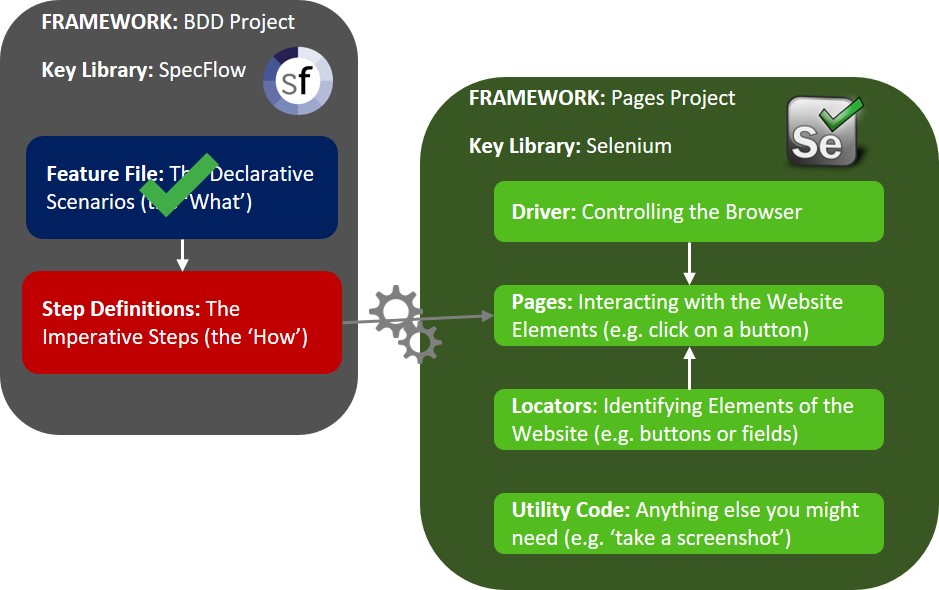 FRAMEWORK: BDD Project
Key Library: SpecFlow
sf
Feature File: The Declarative
Scenarios (the ‘What’)
Step Definitions: The
Imperative Steps (the ‘How’)
FRAMEWORK: Pages Project
Key Library: Selenium
Se
Driver: Controlling the Browser
Pages: Interacting with the Website
Elements (e.g. click on a button)
Locators: Identifying Elements of the
Website (e.g. buttons or fields)
Utility Code: Anything else you might
need (e.g. ‘take a screenshot’)